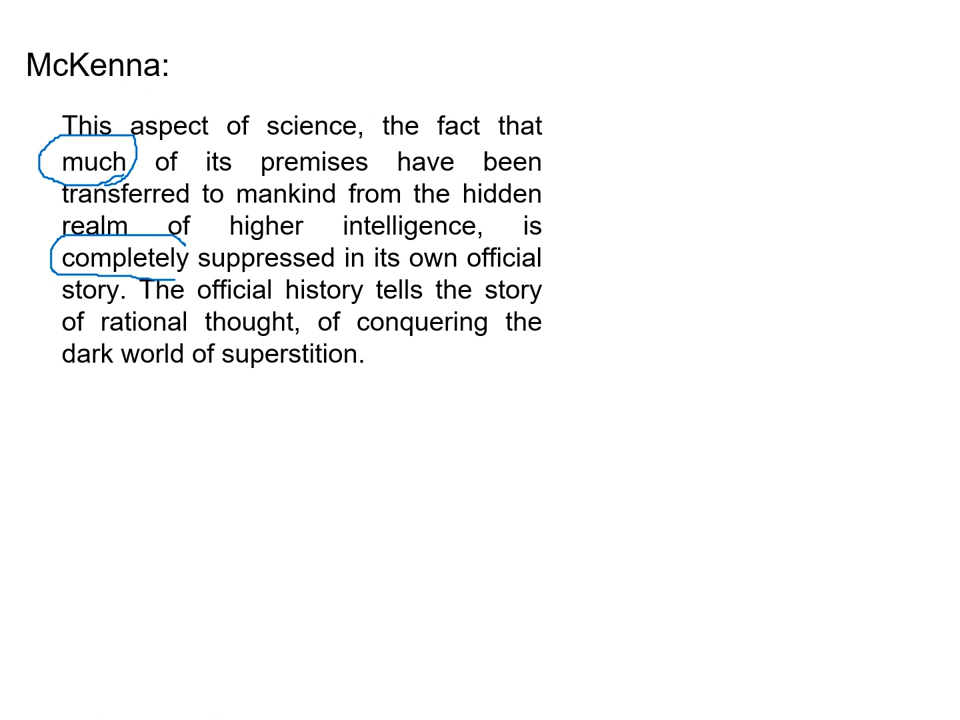 McKenna:
This aspect of science, the fact that
much of its premises have been
transferred to mankind from the hidden
realm of higher intelligence, is
completely suppressed in its own official
story. The official history tells the story
of rational thought, of conquering the
dark world of superstition.